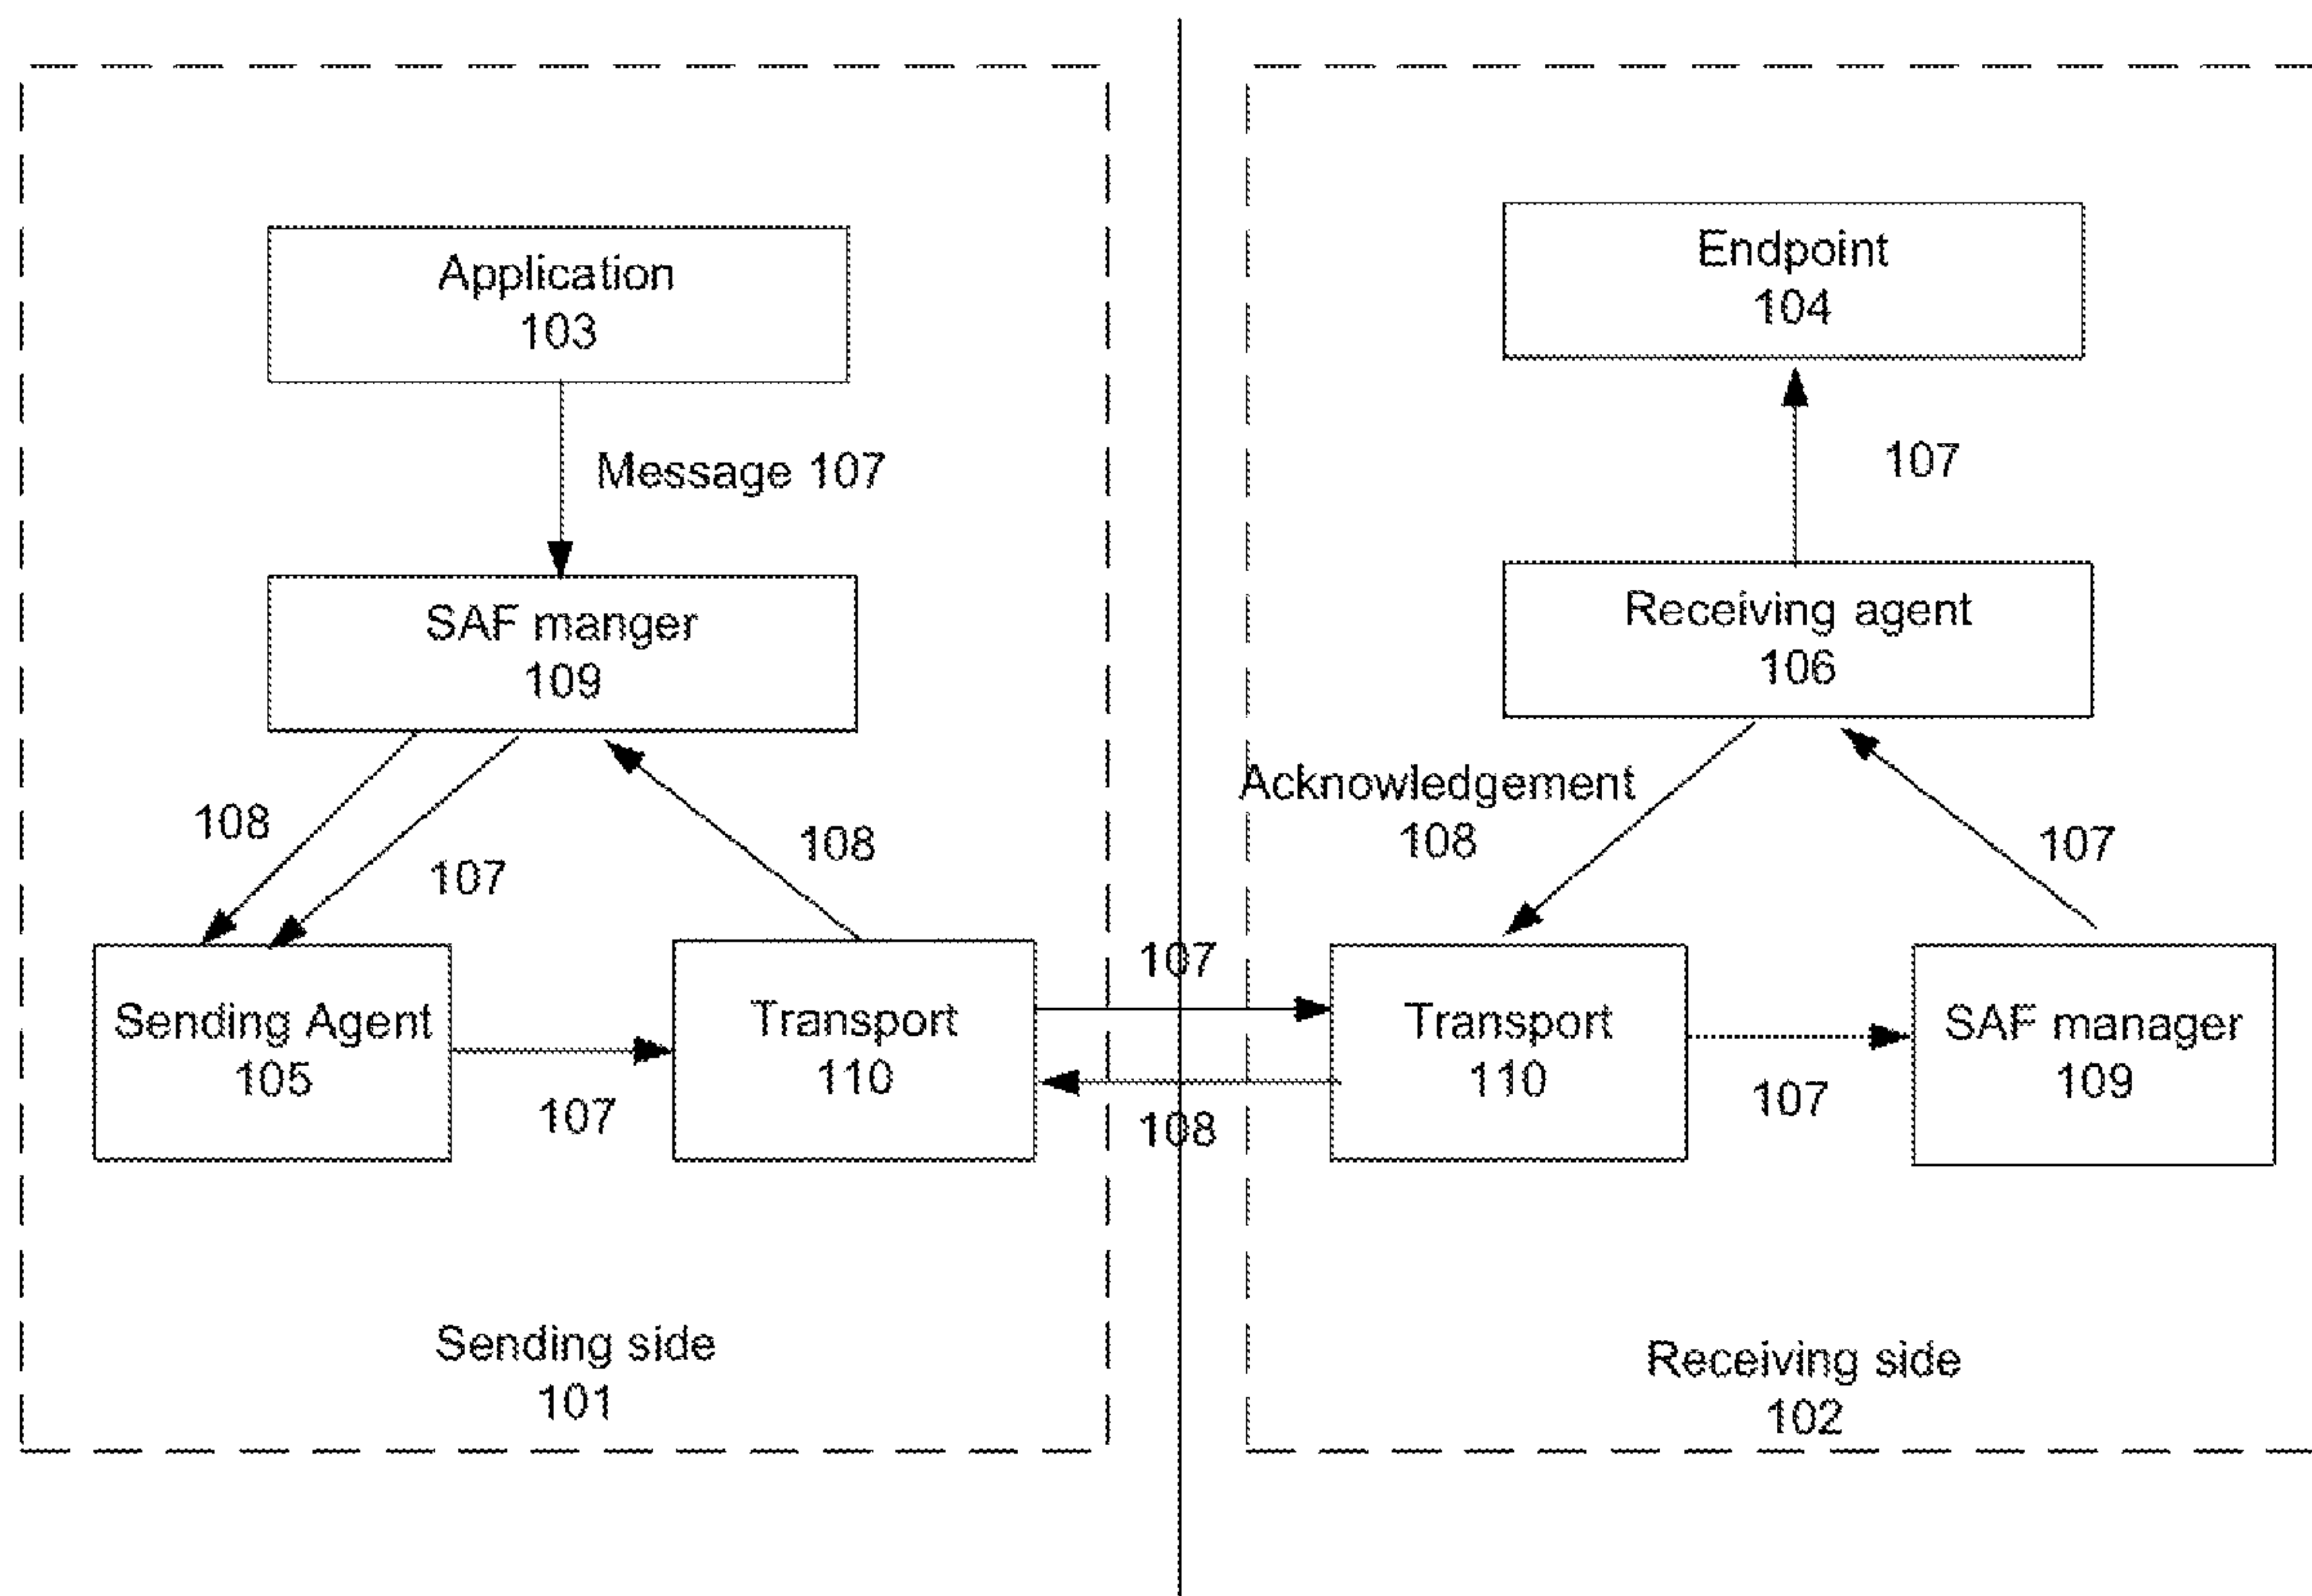 Application
103
Message 107
SAF manger
109
108
107
108
Sending Agent
105
107
Transport
110
Sending side
101
107
108
Endpoint
104
107
Receiving agent
106
Acknowledgement
108
107
Transport
110
107
SAF manager
109
Receiving side
102